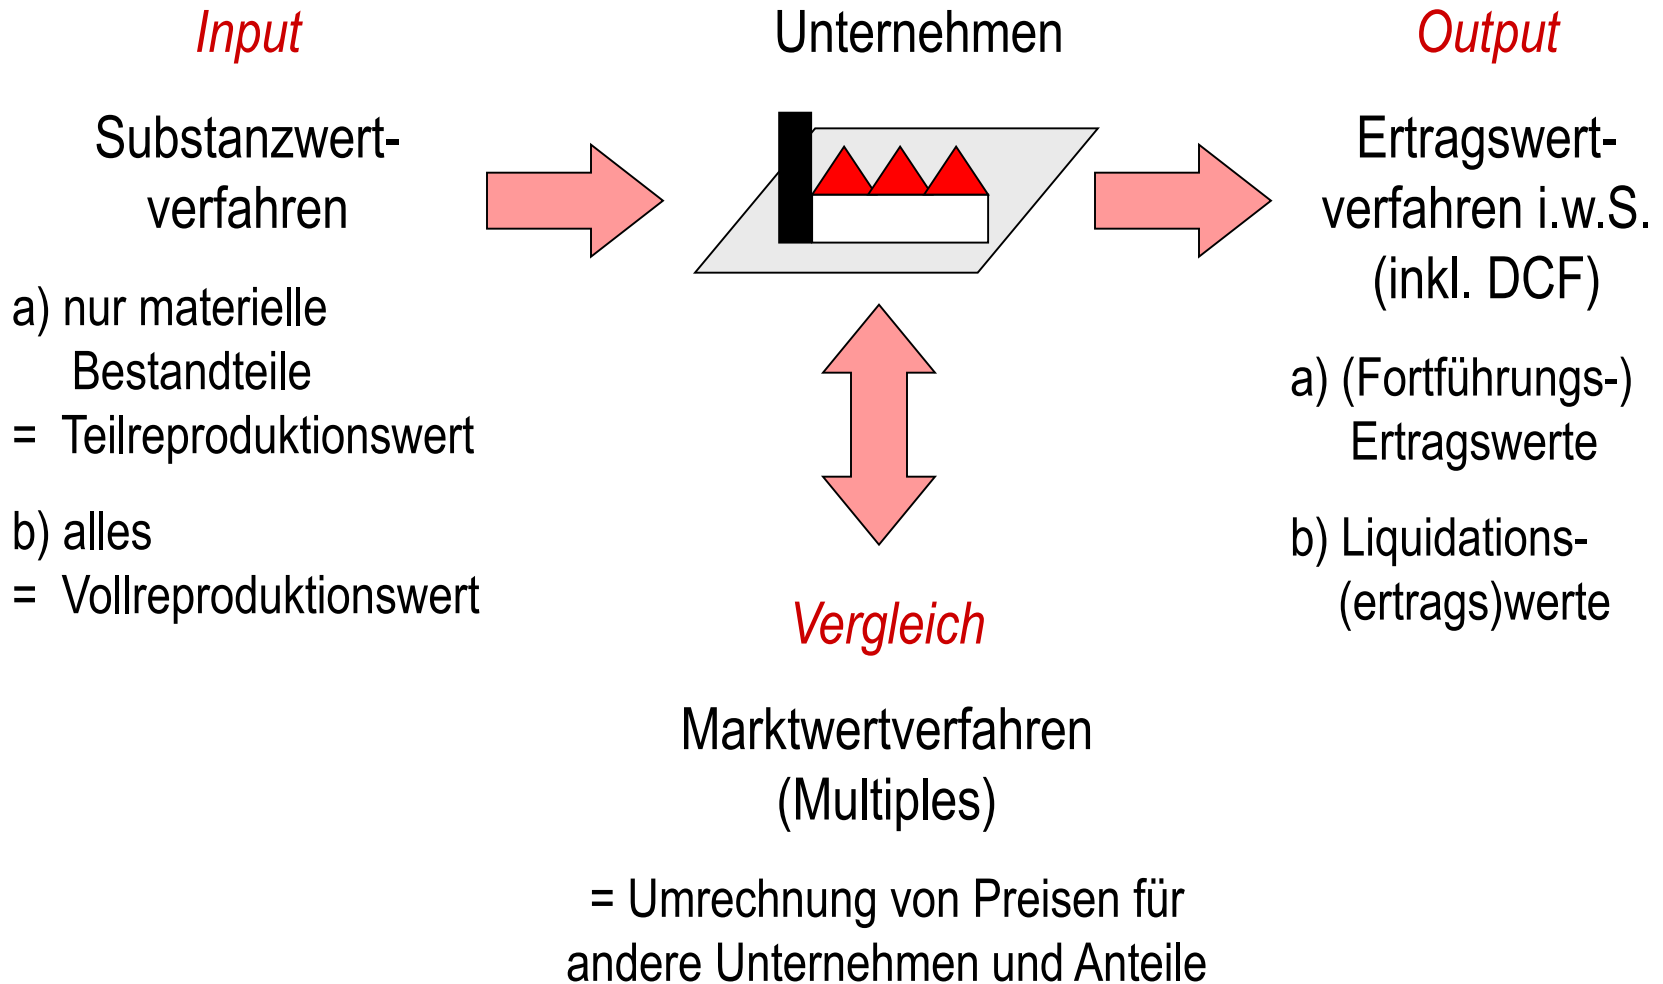 Input
Substanzwert-
verfahren
a) nur materielle
Bestandteile
= Teilreproduktionswert
b) alles
= Vollreproduktionswert
Unternehmen
Vergleich
Marktwertverfahren
(Multiples)
= Umrechnung von Preisen für
andere Unternehmen und Anteile
Output
Ertragswert-
verfahren i.w.S.
(inkl. DCF)
a) (Fortführungs-)
Ertragswerte
b) Liquidations-
(ertrags)werte